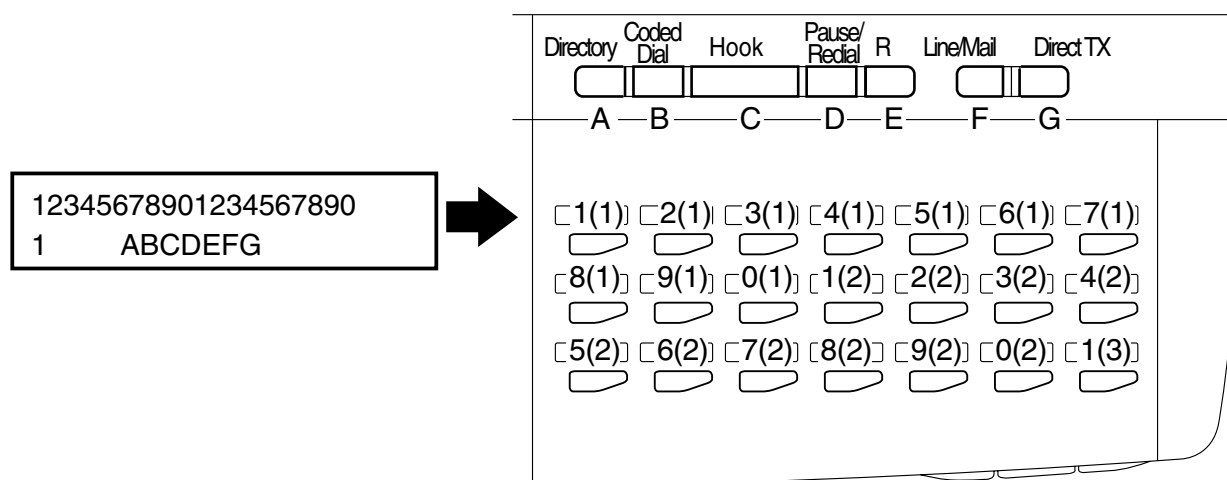 Directory Coded Dial Hook Pause/ Redial R Line/Mail Direct TX
A B C D E F G
12345678901234567890
1 ABCDEFG
1(1) 2(1) 3(1) 4(1) 5(1) 6(1) 7(1)
8(1) 9(1) 0(1) 1(2) 2(2) 3(2) 4(2)
5(2) 6(2) 7(2) 8(2) 9(2) 0(2) 1(3)